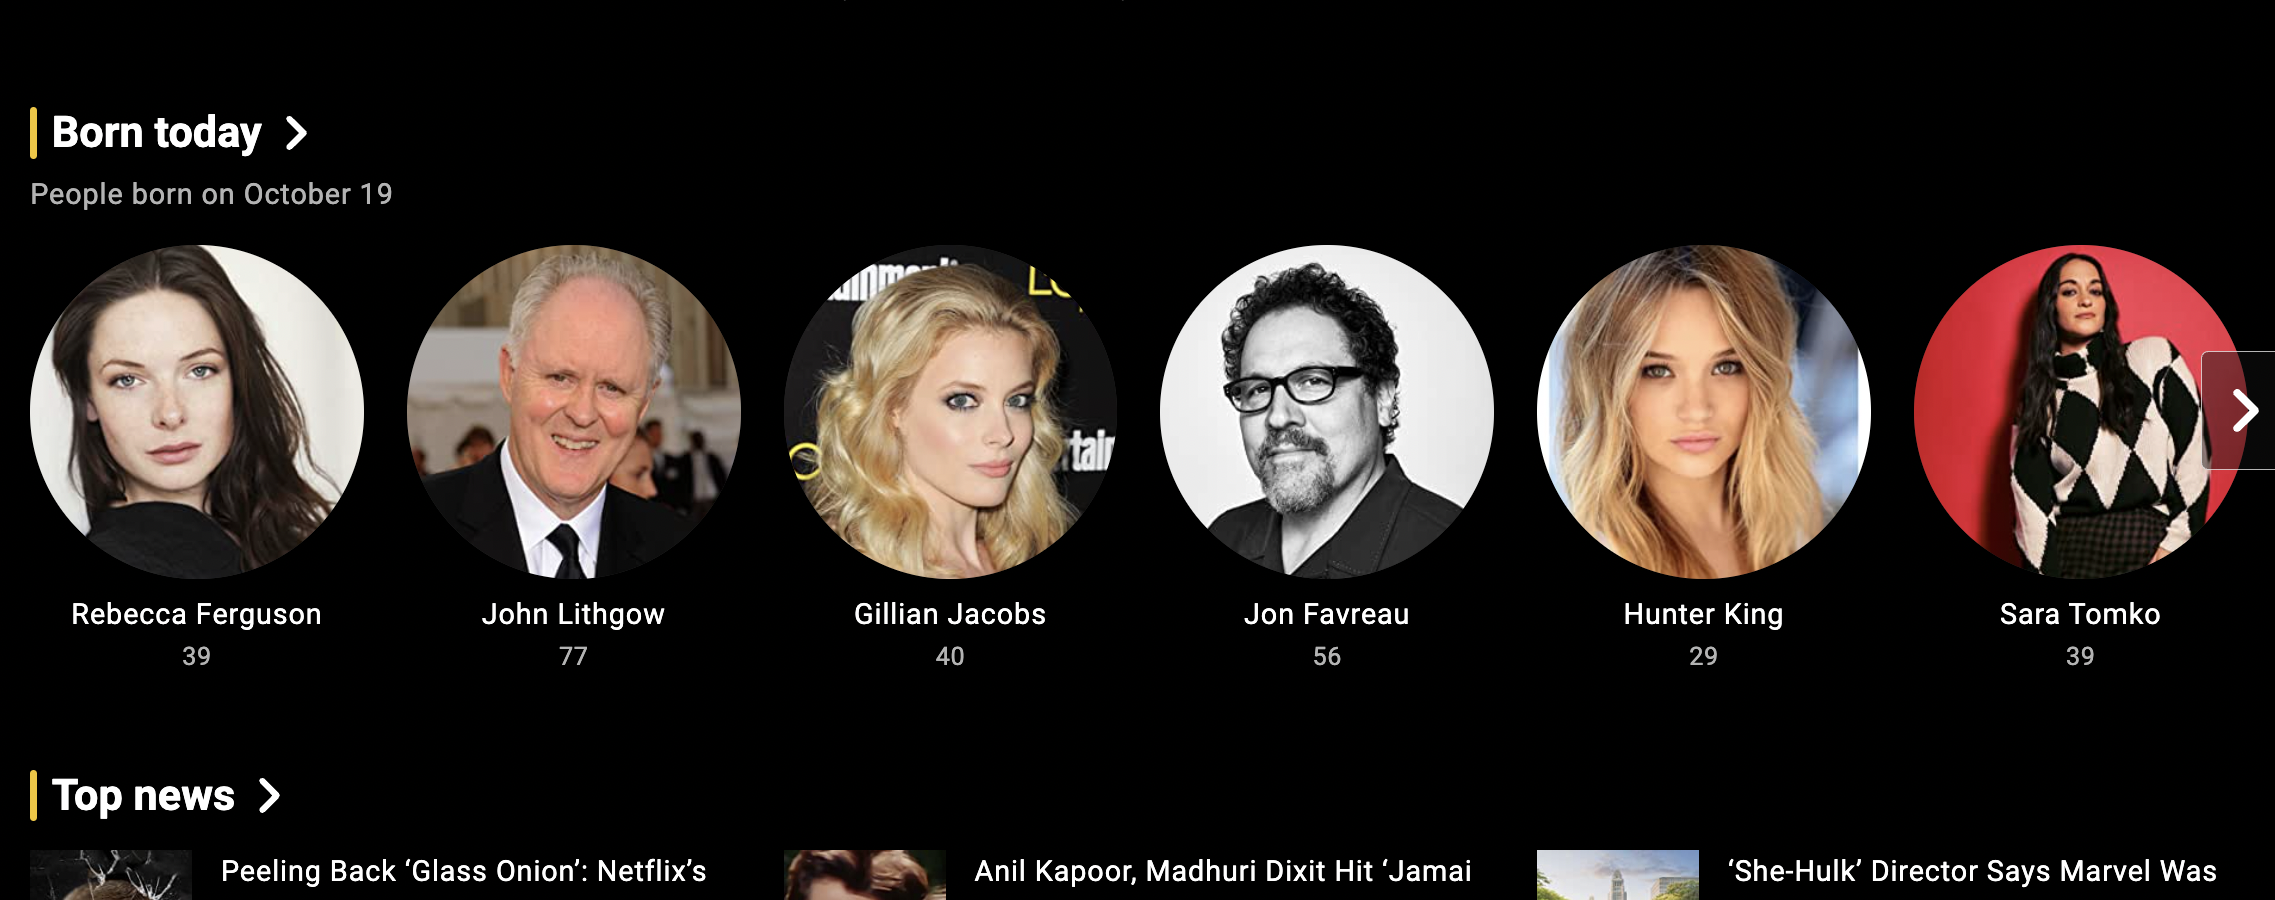 Born today
People born on October 19
Rebecca Ferguson
39
John Lithgow
77
Gillian Jacobs
40
Jon Favreau
56
Hunter King
29
Sara Tomko
39
Top news
Peeling Back ‘Glass Onion’: Netflix’s
Anil Kapoor, Madhuri Dixit Hit ‘Jamai
‘She-Hulk’ Director Says Marvel Was